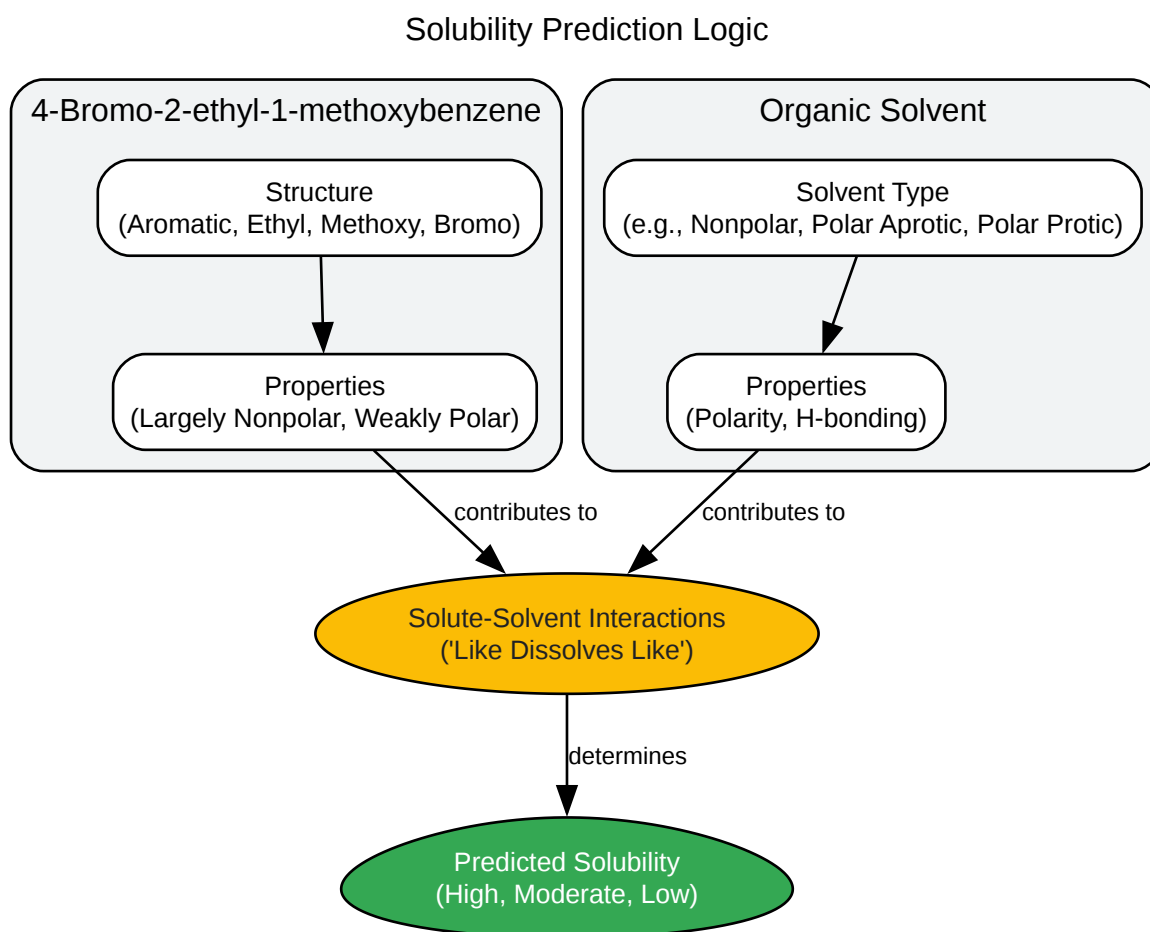 Solubility Prediction Logic
4-Bromo-2-ethyl-1-methoxybenzene
Structure
(Aromatic, Ethyl, Methoxy, Bromo)
Properties
(Largely Nonpolar, Weakly Polar)
Organic Solvent
Solvent Type
(e.g., Nonpolar, Polar Aprotic, Polar Protic)
Properties
(Polarity, H-bonding)
contributes to
contributes to
Solute-Solvent Interactions
('Like Dissolves Like')
determines
Predicted Solubility
(High, Moderate, Low)